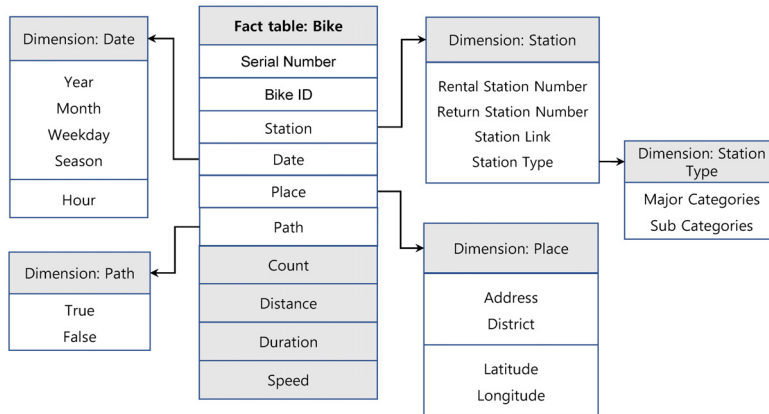 Dimension: Date
Year
Month
Weekday
Season
Hour
Dimension: Path
True
False
Fact table: Bike
Serial Number
Bike ID
Station
Date
Place
Path
Count
Distance
Duration
Speed
Dimension: Station
Rental Station Number
Return Station Number
Station Link
Station Type
Dimension: Place
Address
District
Latitude
Longitude
Dimension: Station
Type
Major Categories
Sub Categories